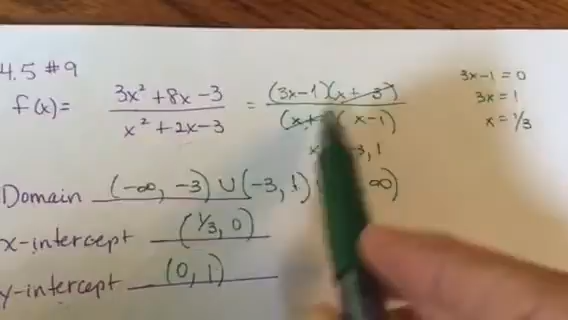 4.5 #9
f(x) = (3x² + 8x - 3)/(x² + 2x - 3) = (3x-1)(x+3)/(x+ (x-1)
3x-1 = 0
3x = 1
x = 1/3
x 3, 1
Domain (-∞, -3) ∪ (-3, 1) ∞)
x-intercept (1/3, 0)
y-intercept (0, 1)